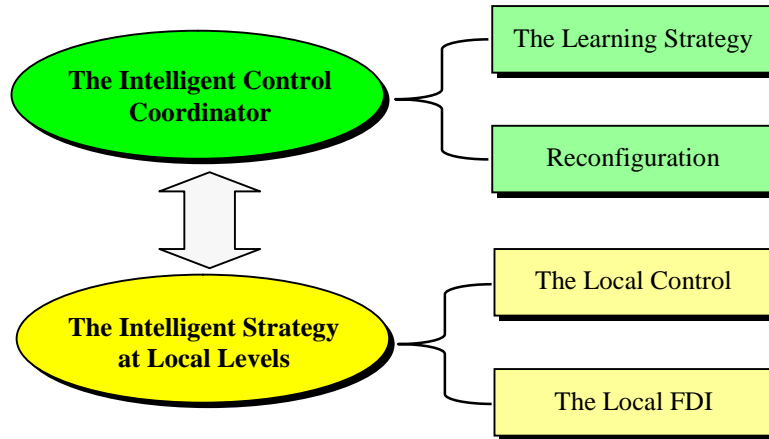 The Intelligent Control
Coordinator
The Learning Strategy
Reconfiguration
The Intelligent Strategy
at Local Levels
The Local Control
The Local FDI